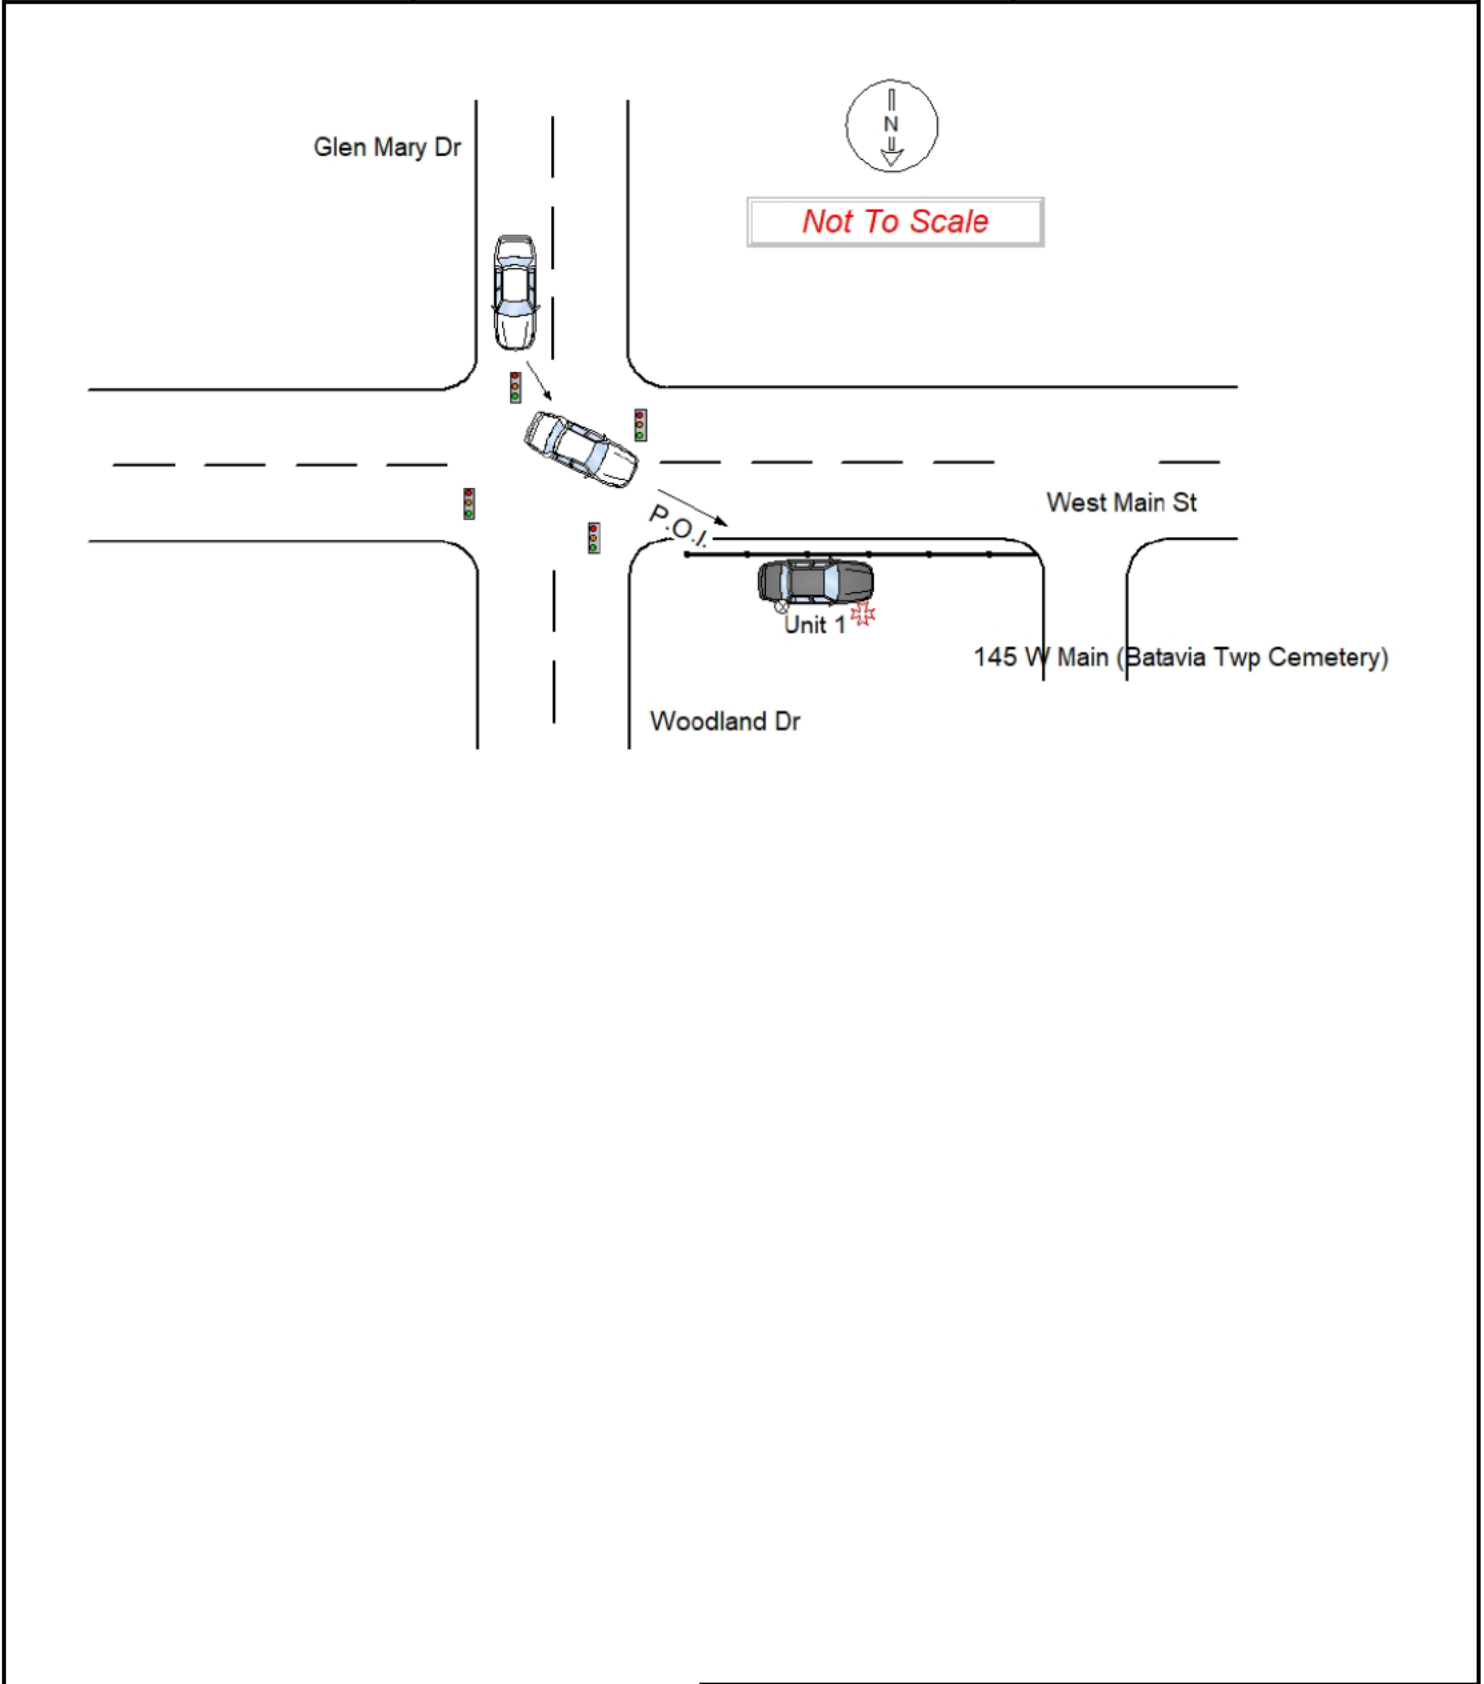 Glen Mary Dr
N
Not To Scale
West Main St
P.O.I.
Unit 1
145 W Main (Batavia Twp Cemetery)
Woodland Dr